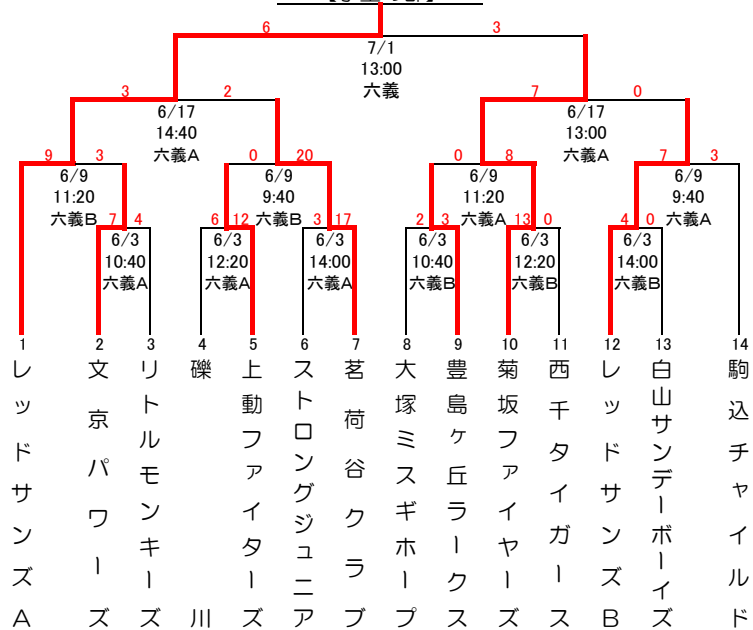 6 3
7/1
13:00
六義
3 2 7 0
6/17 6/17
14:40 13:00
六義A 六義A
9 3 0 20 0 8 7 3
6/9 6/9 6/9 6/9
11:20 9:40 11:20 9:40
六義B 六義B 六義A 六義A
7 4 6 12 3 17 2 3 13 0 4 0
6/3 6/3 6/3 6/3 6/3 6/3
10:40 12:20 14:00 10:40 12:20 14:00
六義A 六義A 六義A 六義B 六義B 六義B
1 2 3 4 5 6 7 8 9 10 11 12 13 14
レッドサンズA
文京パワーズ
リトルモンキーズ
礫川
上動ファイターズ
ストロングジュニア
茗荷谷クラブ
大塚ミスギホープ
豊島ヶ丘ラークス
菊坂ファイヤーズ
西千タイガース
レッドサンズB
白山サンデーボーイズ
駒込チャイルド